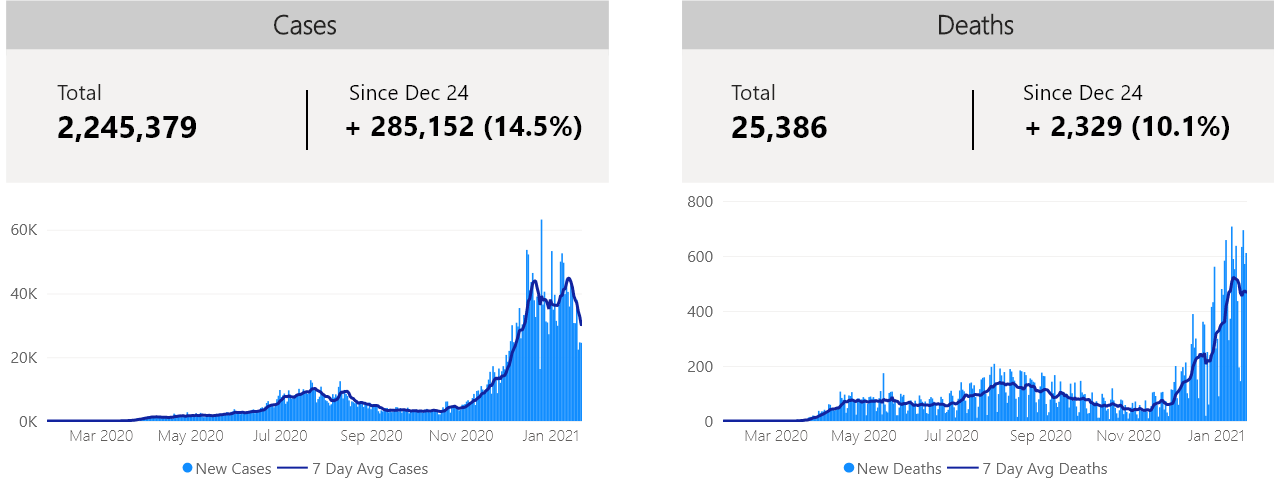 Cases
Total
Since Dec 24
2,245,379
+ 285,152 (14.5%)
60K
40K
20K
0K
Mar 2020 May 2020 Jul 2020 Sep 2020 Nov 2020 Jan 2021
New Cases 7 Day Avg Cases
Deaths
Total
Since Dec 24
25,386
+ 2,329 (10.1%)
800
600
400
200
0
Mar 2020 May 2020 Jul 2020 Sep 2020 Nov 2020 Jan 2021
New Deaths 7 Day Avg Deaths